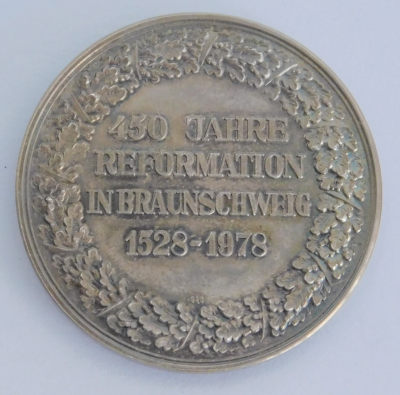 450 JAHRE
REFORMATION
IN BRAUNSCHWEIG
1528-1978